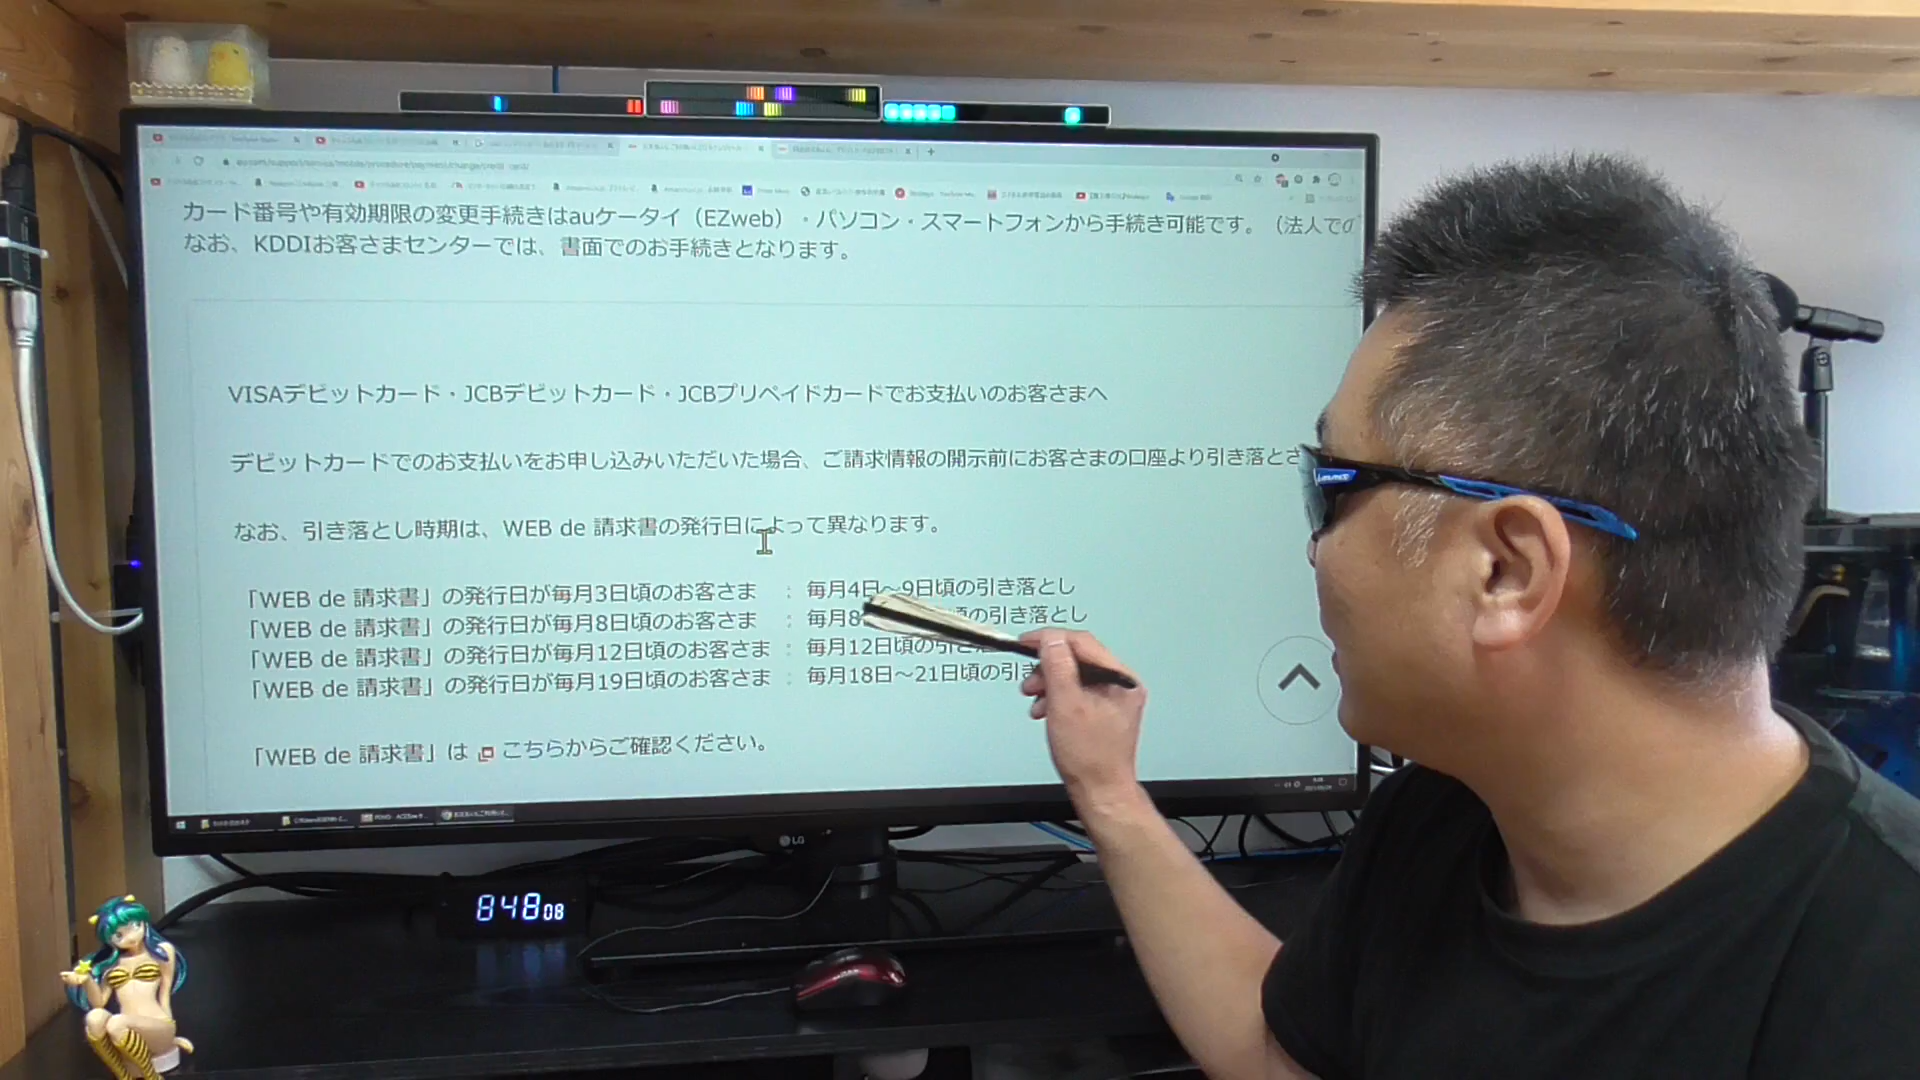 カード番号や有効期限の変更手続きはauケータイ（EZweb）・パソコン・スマートフォンから手続き可能です。（法人での
なお、KDDIお客さまセンターでは、書面でのお手続きとなります。
VISAデビットカード・JCBデビットカード・JCBプリペイドカードでお支払いのお客さまへ
デビットカードでのお支払いをお申し込みいただいた場合、ご請求情報の開示前にお客さまの口座より引き落とさ
なお、引き落とし時期は、WEB de 請求書の発行日によって異なります。
「WEB de 請求書」の発行日が毎月3日頃のお客さま ： 毎月4日～9日頃の引き落とし
「WEB de 請求書」の発行日が毎月8日頃のお客さま ： 毎月8 頃の引き落とし
「WEB de 請求書」の発行日が毎月12日頃のお客さま ： 毎月12日頃の引き
「WEB de 請求書」の発行日が毎月19日頃のお客さま ： 毎月18日～21日頃の引き
「WEB de 請求書」は こちらからご確認ください。
LG
848 08